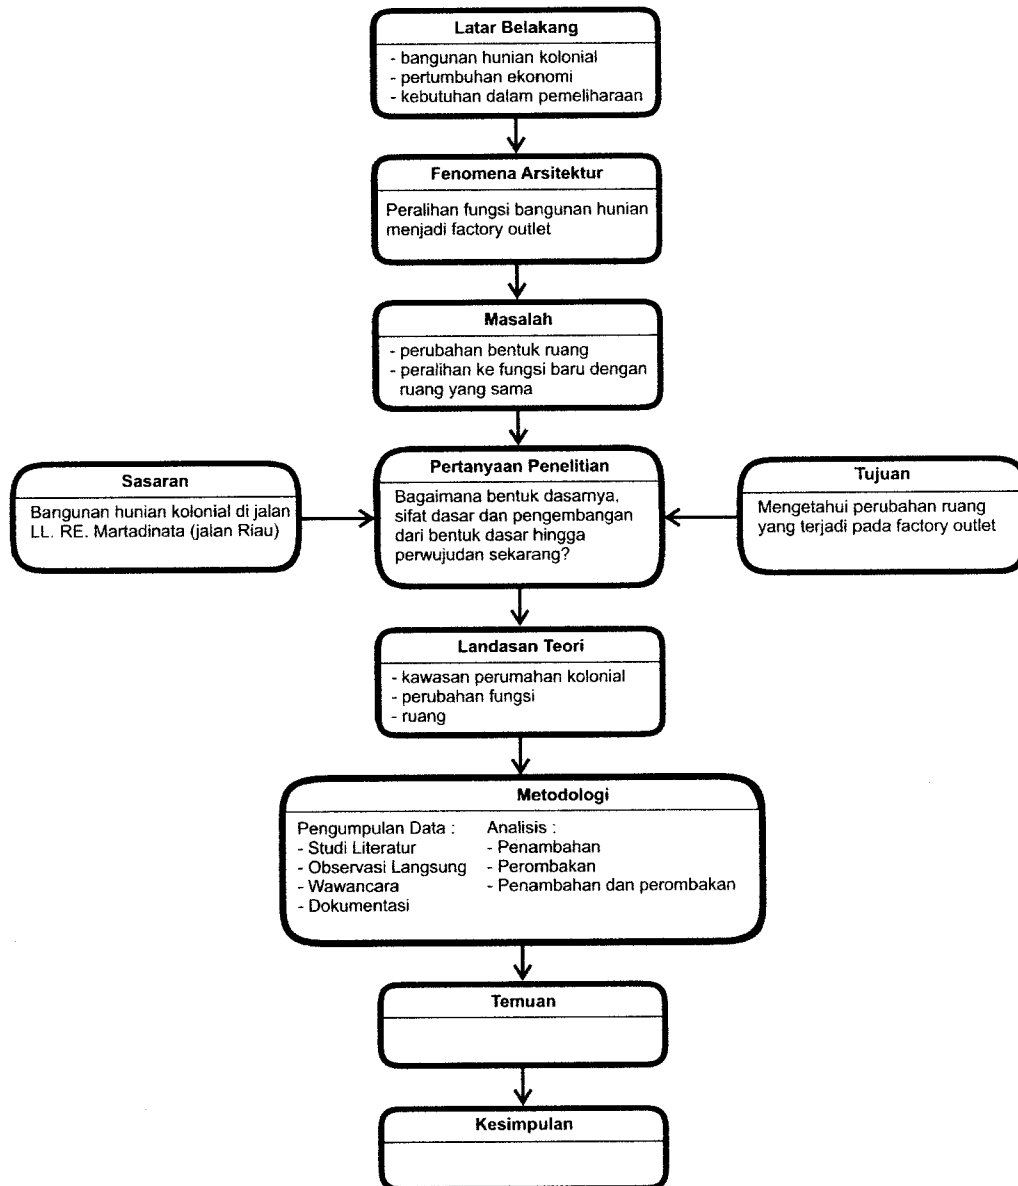 Latar Belakang
- bangunan hunian kolonial
- pertumbuhan ekonomi
- kebutuhan dalam pemeliharaan
Fenomena Arsitektur
Peralihan fungsi bangunan hunian
menjadi factory outlet
Masalah
- perubahan bentuk ruang
- peralihan ke fungsi baru dengan
ruang yang sama
Sasaran
Bangunan hunian kolonial di jalan
LL. RE. Martadinata (jalan Riau)
Pertanyaan Penelitian
Bagaimana bentuk dasarnya,
sifat dasar dan pengembangan
dari bentuk dasar hingga
perwujudan sekarang?
Tujuan
Mengetahui perubahan ruang
yang terjadi pada factory outlet
Landasan Teori
- kawasan perumahan kolonial
- perubahan fungsi
- ruang
Metodologi
Pengumpulan Data :
- Studi Literatur
- Observasi Langsung
- Wawancara
- Dokumentasi
Analisis :
- Penambahan
- Perombakan
- Penambahan dan perombakan
Temuan
Kesimpulan